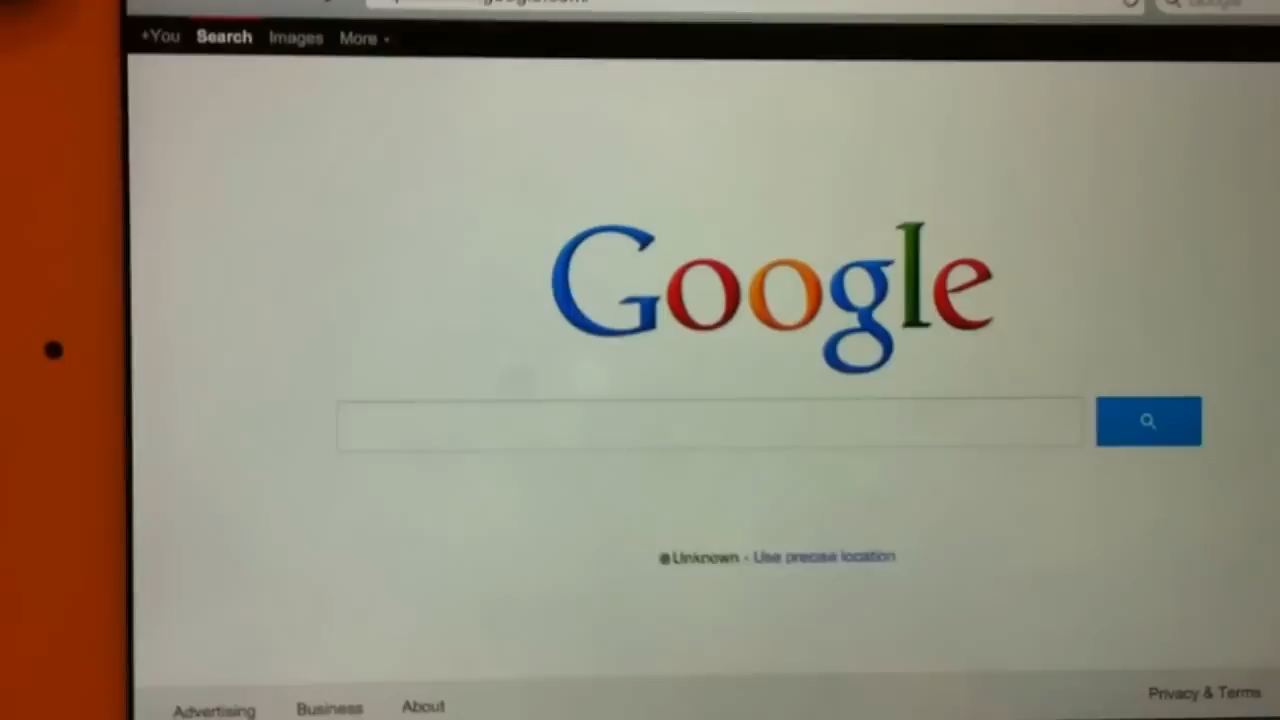 +You Search Images More
Google
Unknown - Use precise location
Privacy & Terms
Advertising Business About